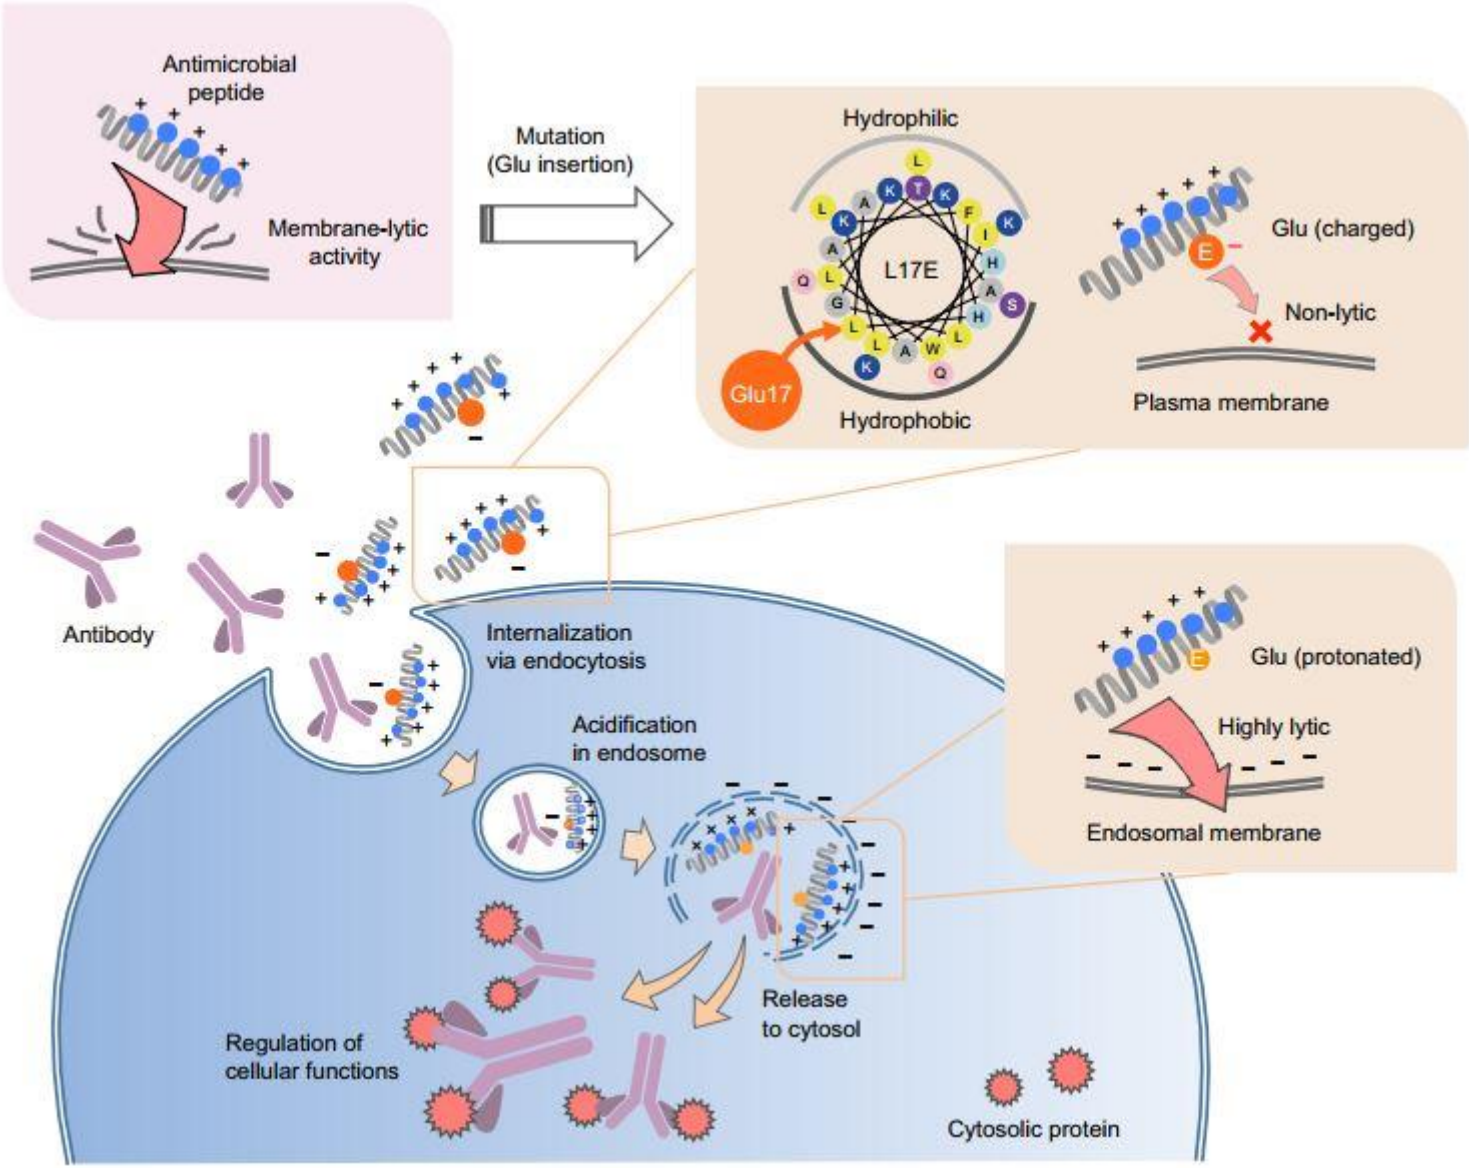 Antimicrobial
peptide
+ + + + +
Membrane-lytic
activity
Mutation
(Glu insertion)
Hydrophilic
L
K T K
L A F K
K I
A H
Q L A S
G H
L L A W L
K Q
L17E
Glu17
Hydrophobic
+ + + + +
E −
Glu (charged)
Non-lytic
Plasma membrane
Antibody
Internalization
via endocytosis
Acidification
in endosome
+ + + + +
E
Glu (protonated)
Highly lytic
Endosomal membrane
Release
to cytosol
Regulation of
cellular functions
Cytosolic protein